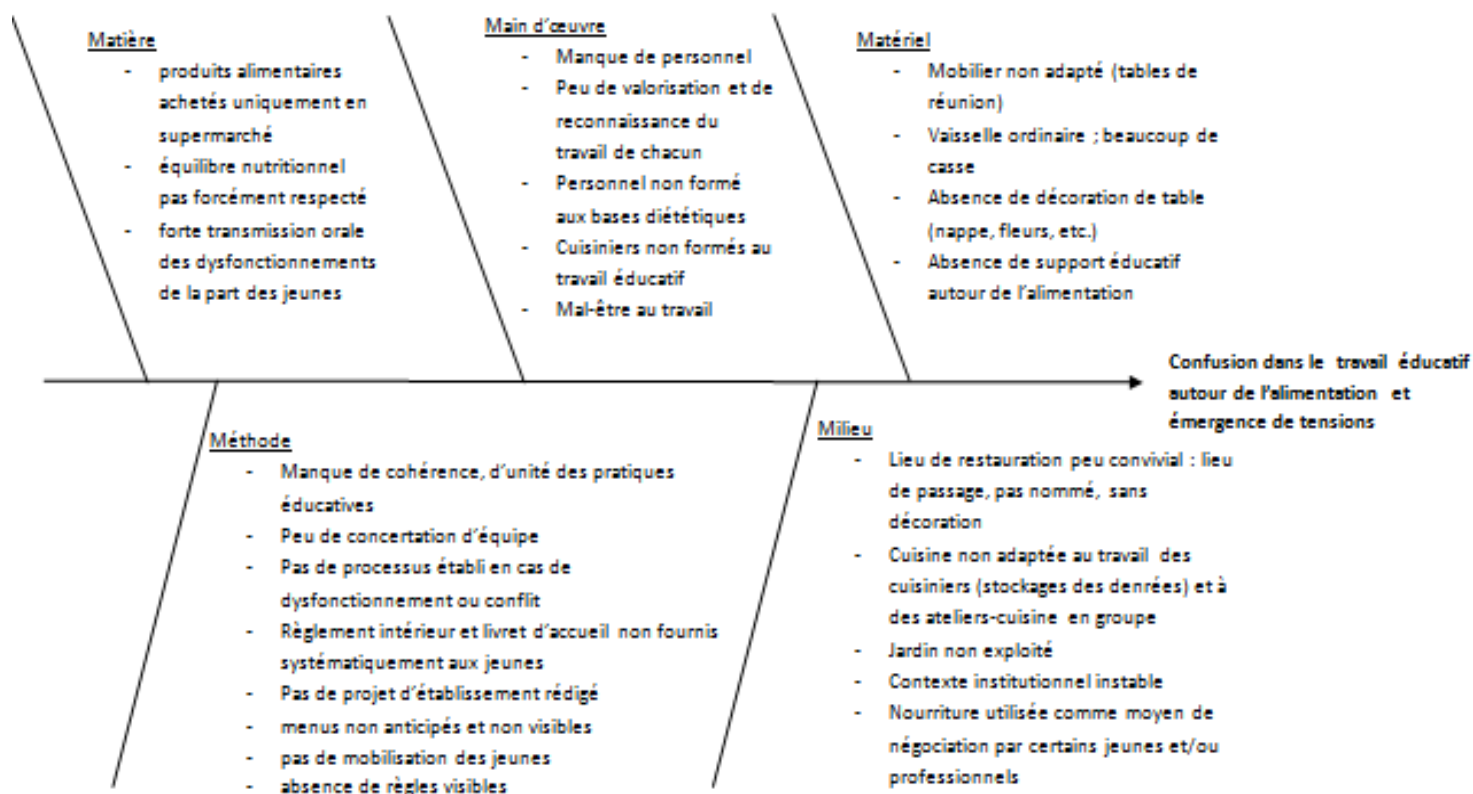 Matière
- produits alimentaires
achetés uniquement en
supermarché
- équilibre nutritionnel
pas forcément respecté
- forte transmission orale
des dysfonctionnements
de la part des jeunes
Main d'œuvre
- Manque de personnel
- Peu de valorisation et de
reconnaissance du
travail de chacun
- Personnel non formé
aux bases diététiques
- Cuisiniers non formés au
travail éducatif
- Mal-être au travail
Matériel
- Mobilier non adapté (tables de
réunion)
- Vaisselle ordinaire ; beaucoup de
casse
- Absence de décoration de table
(nappe, fleurs, etc.)
- Absence de support éducatif
autour de l'alimentation
Confusion dans le travail éducatif
autour de l'alimentation et
émergence de tensions
Méthode
- Manque de cohérence, d'unité des pratiques
éducatives
- Peu de concertation d'équipe
- Pas de processus établi en cas de
dysfonctionnement ou conflit
- Règlement intérieur et livret d'accueil non fournis
systématiquement aux jeunes
- Pas de projet d'établissement rédigé
- menus non anticipés et non visibles
- pas de mobilisation des jeunes
- absence de règles visibles
Milieu
- Lieu de restauration peu convivial : lieu
de passage, pas nommé, sans
décoration
- Cuisine non adaptée au travail des
cuisiniers (stockages des denrées) et à
des ateliers-cuisine en groupe
- Jardin non exploité
- Contexte institutionnel instable
- Nourriture utilisée comme moyen de
négociation par certains jeunes et/ou
professionnels